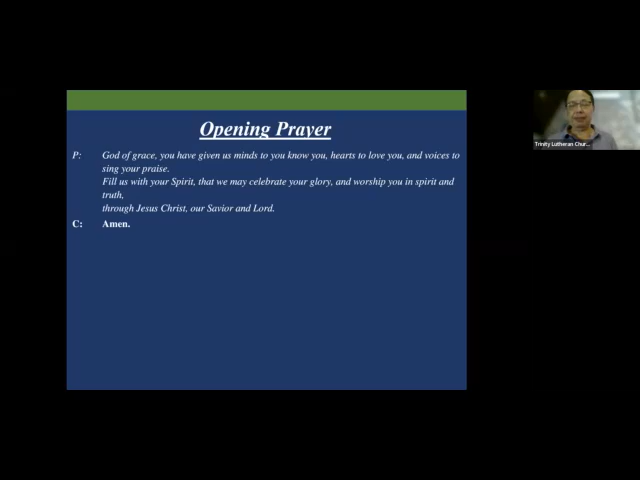 Opening Prayer
P: God of grace, you have given us minds to you know you, hearts to love you, and voices to
sing your praise.
Fill us with your Spirit, that we may celebrate your glory, and worship you in spirit and
truth,
through Jesus Christ, our Savior and Lord.
C: Amen.
Trinity Lutheran Chur...